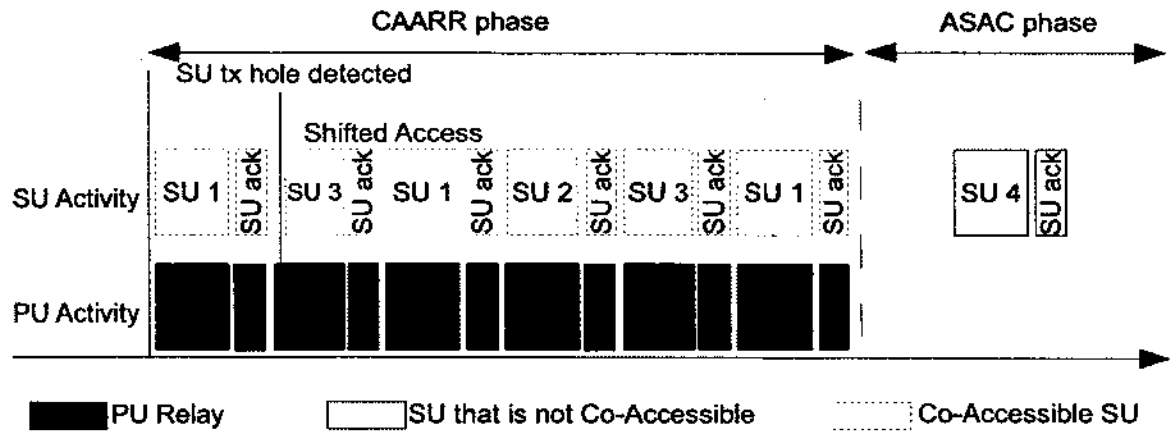 CAARR phase
ASAC phase
SU tx hole detected
Shifted Access
SU Activity
SU 1
SU ack
SU 3
SU ack
SU 1
SU ack
SU 2
SU ack
SU 3
SU ack
SU 1
SU ack
SU 4
SU ack
PU Activity
PU Relay
SU that is not Co-Accessible
Co-Accessible SU